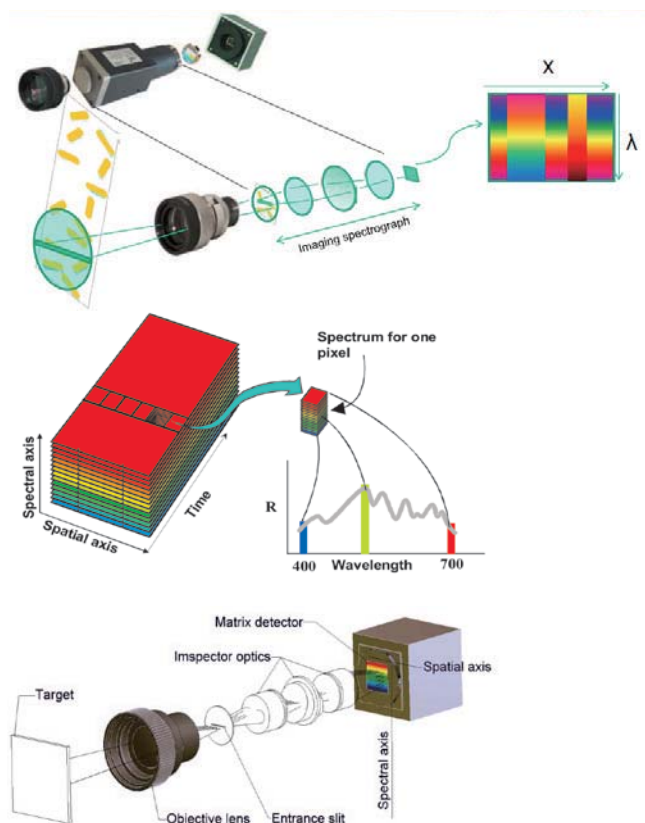 X
λ
Imaging spectrograph
Spectrum for one
pixel
Spectral axis
Spatial axis
Time
R
400
Wavelength
700
Matrix detector
Imspector optics
Spatial axis
Target
Objective lens
Entrance slit
Spectral axis